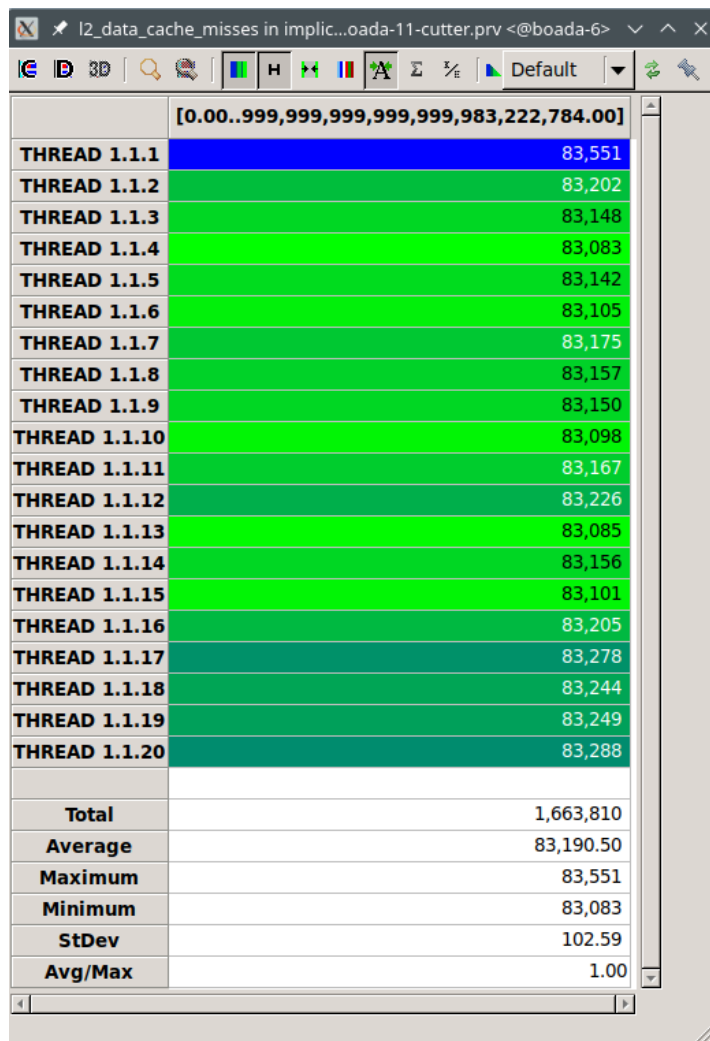 l2_data_cache_misses in implic...oada-11-cutter.prv <@boada-6>
3D H A Σ Default
[0.00..999,999,999,999,999,983,222,784.00]
THREAD 1.1.1 83,551
THREAD 1.1.2 83,202
THREAD 1.1.3 83,148
THREAD 1.1.4 83,083
THREAD 1.1.5 83,142
THREAD 1.1.6 83,105
THREAD 1.1.7 83,175
THREAD 1.1.8 83,157
THREAD 1.1.9 83,150
THREAD 1.1.10 83,098
THREAD 1.1.11 83,167
THREAD 1.1.12 83,226
THREAD 1.1.13 83,085
THREAD 1.1.14 83,156
THREAD 1.1.15 83,101
THREAD 1.1.16 83,205
THREAD 1.1.17 83,278
THREAD 1.1.18 83,244
THREAD 1.1.19 83,249
THREAD 1.1.20 83,288
Total 1,663,810
Average 83,190.50
Maximum 83,551
Minimum 83,083
StDev 102.59
Avg/Max 1.00